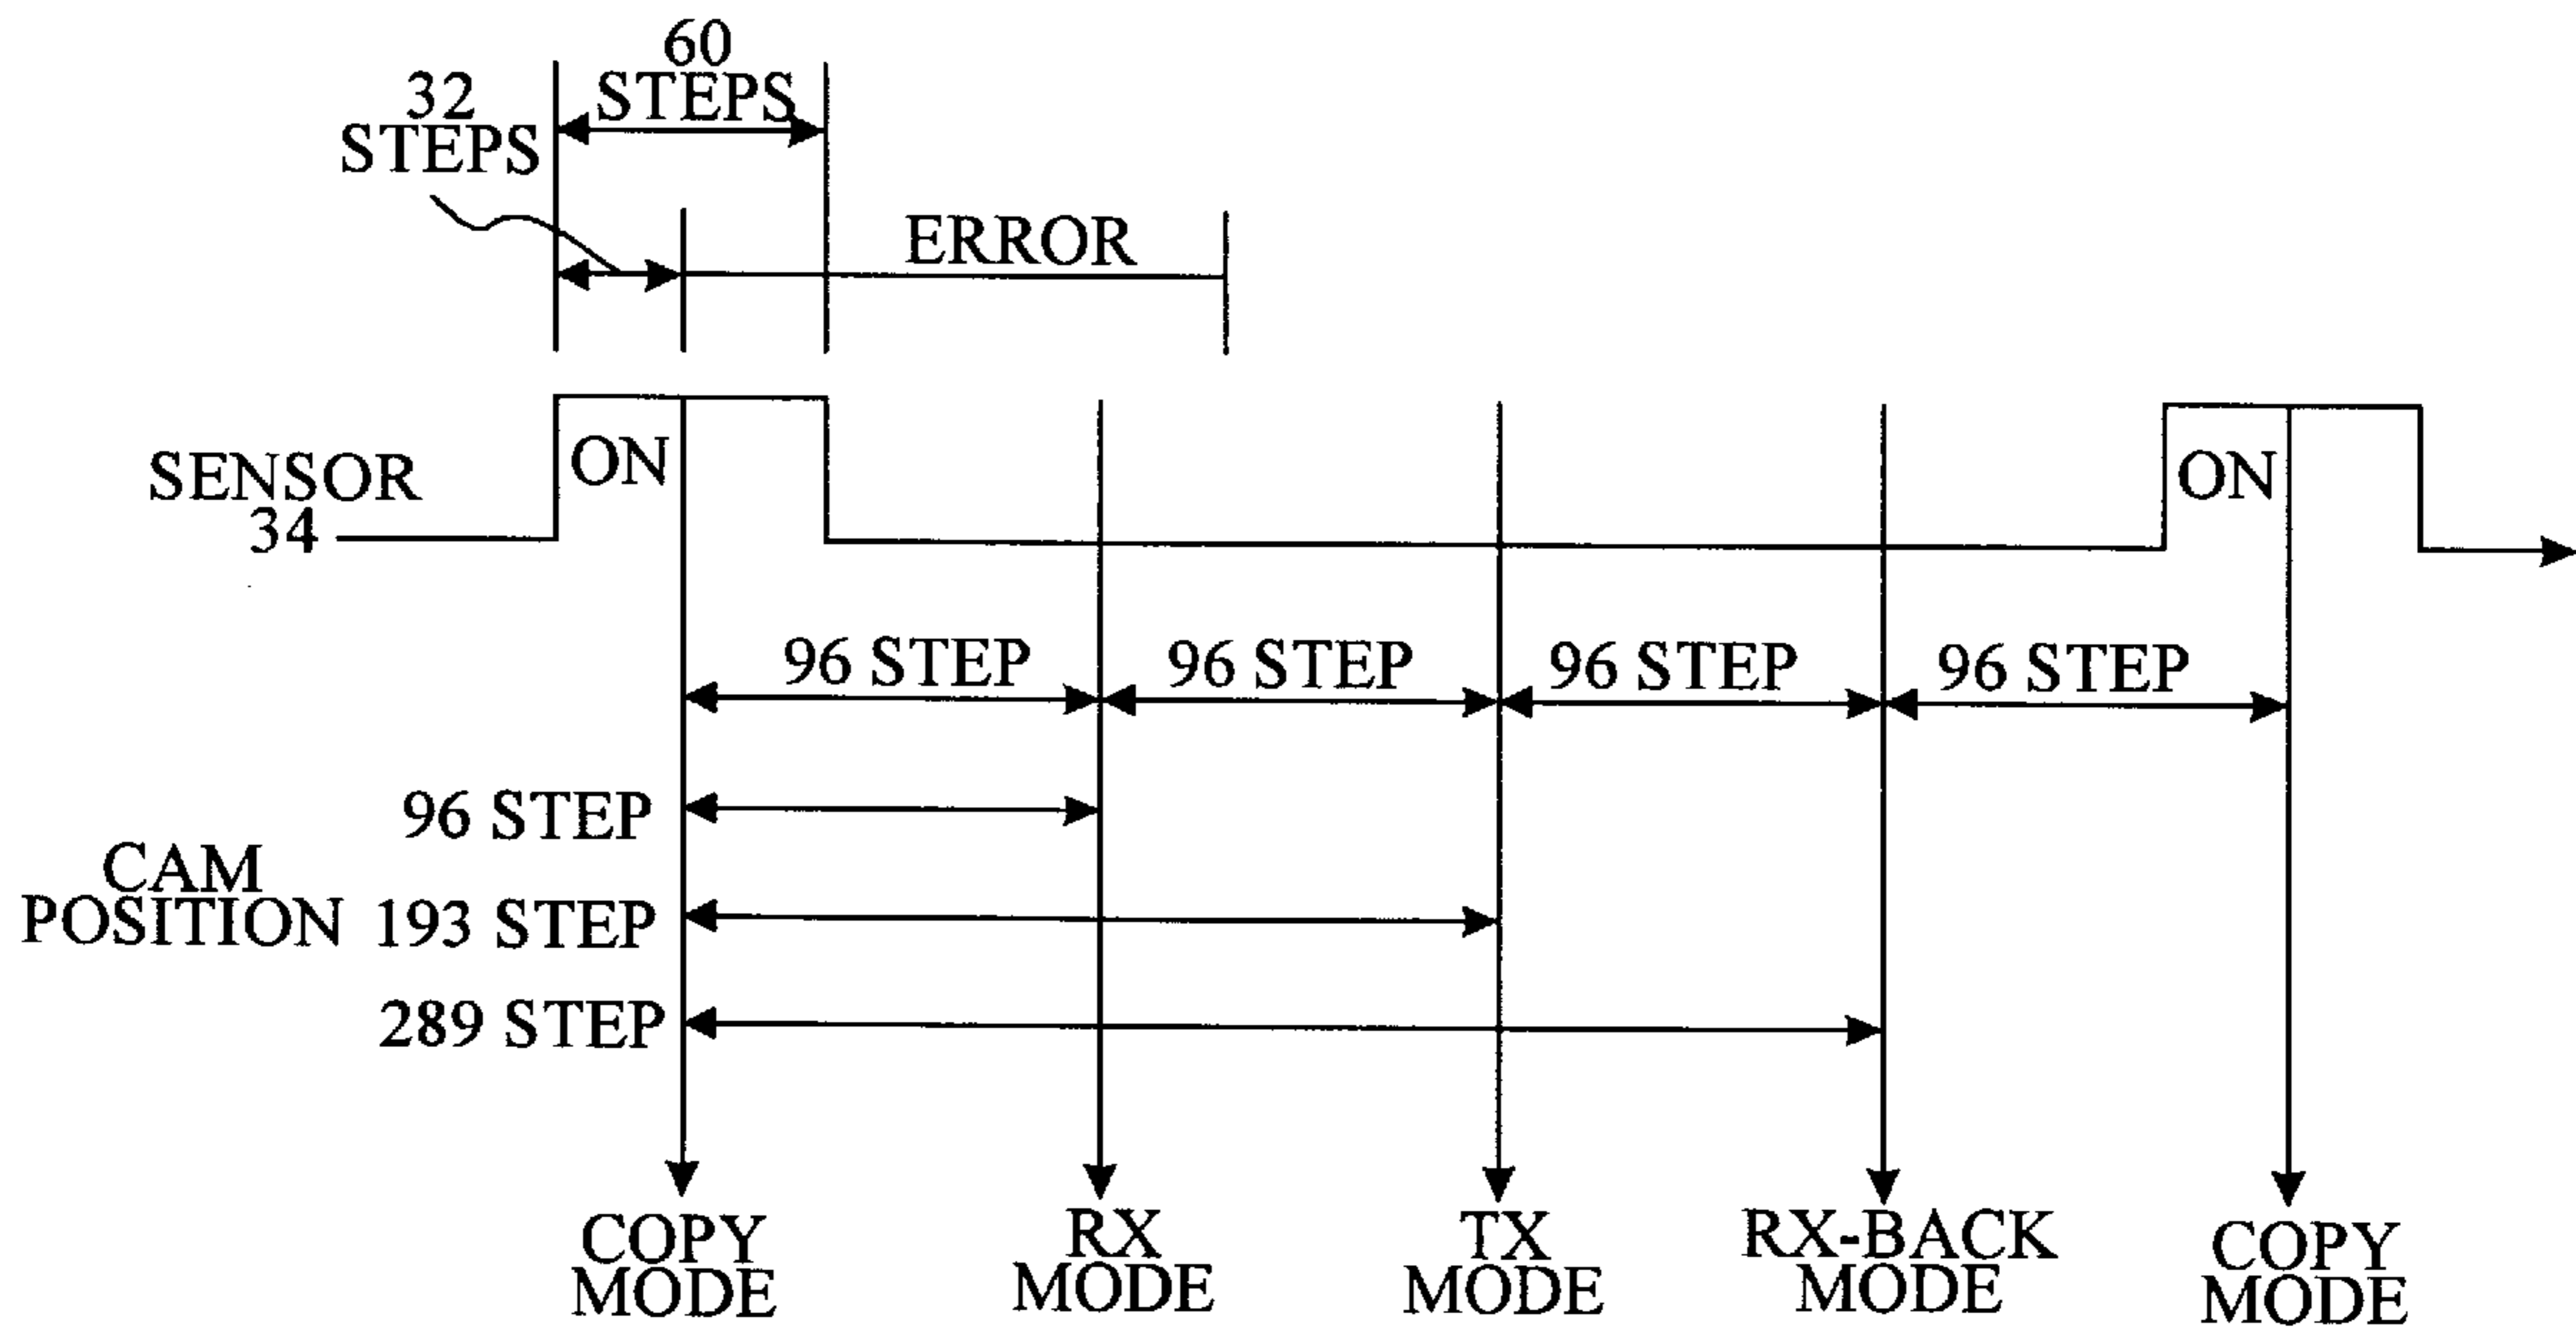 60
STEPS
32
STEPS
ERROR
ON
SENSOR
34
ON
96 STEP
96 STEP
96 STEP
96 STEP
96 STEP
CAM
POSITION
193 STEP
289 STEP
COPY
MODE
RX
MODE
TX
MODE
RX-BACK
MODE
COPY
MODE